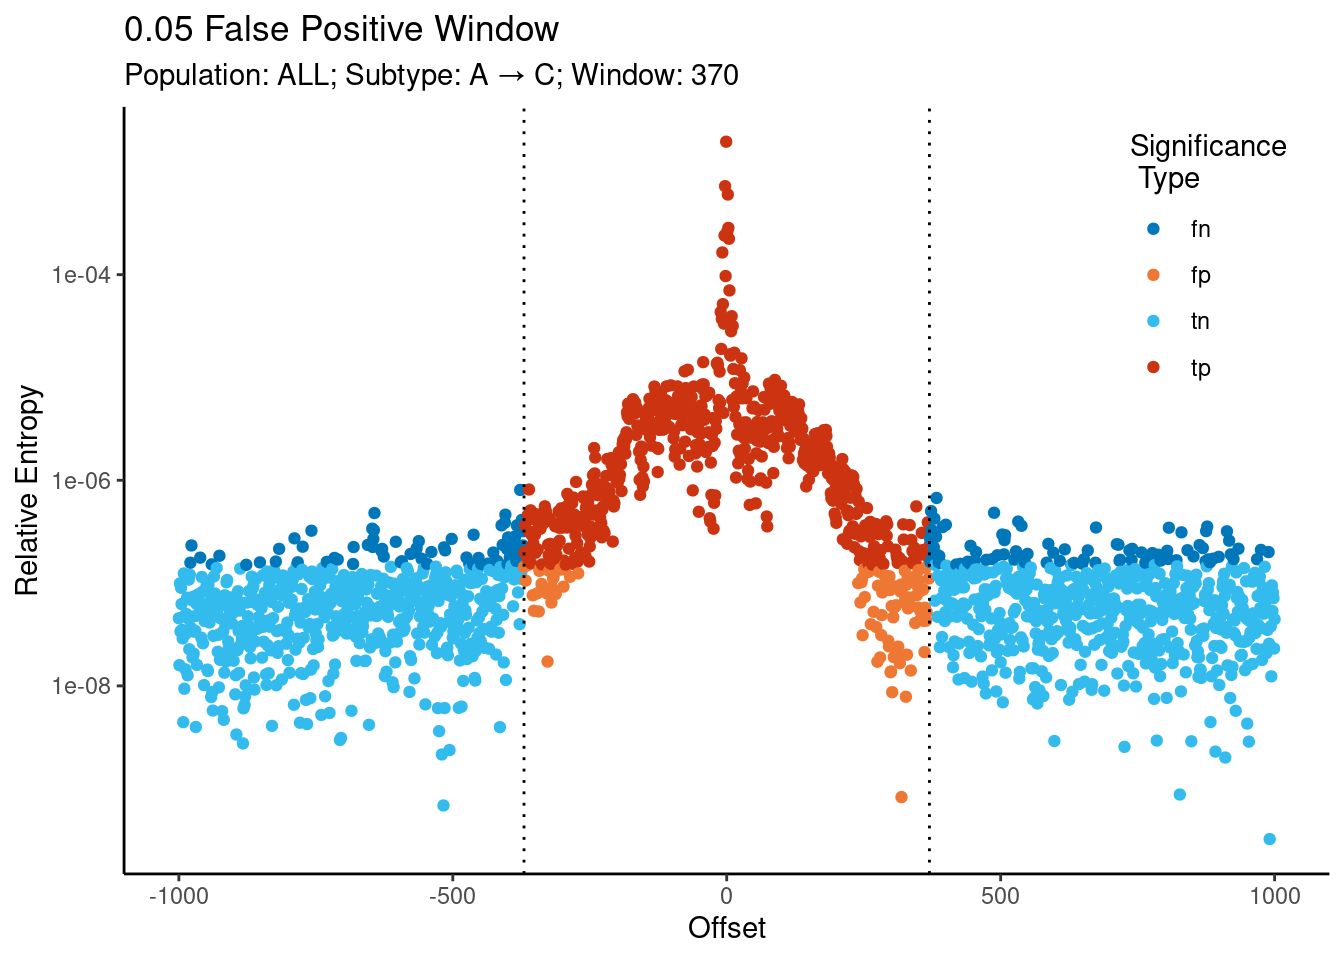 0.05 False Positive Window
Population: ALL; Subtype: A → C; Window: 370
Significance
Type
fn
fp
tn
tp
Relative Entropy
1e-04
1e-06
1e-08
-1000
-500
0
500
1000
Offset